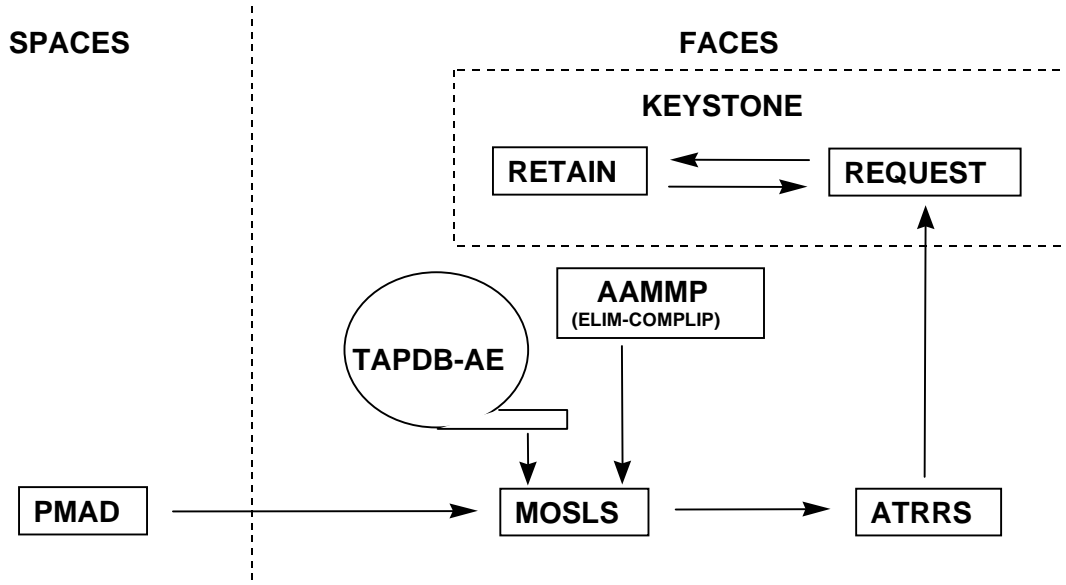 SPACES
FACES
KEYSTONE
RETAIN
REQUEST
AAMMP
(ELIM-COMPLIP)
TAPDB-AE
PMAD
MOSLS
ATRRS